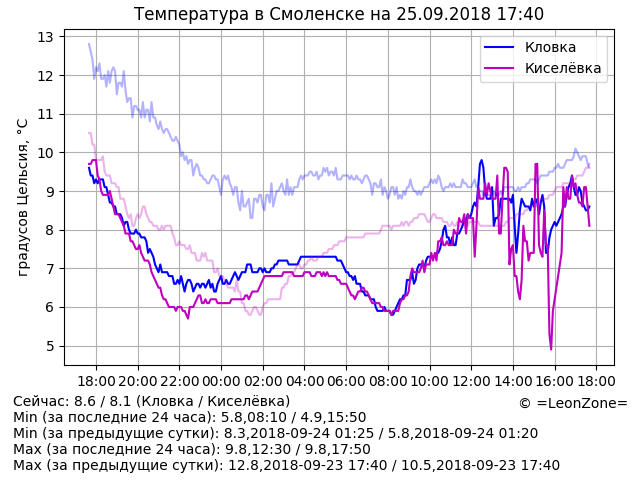 Температура в Смоленске на 25.09.2018 17:40
градусов Цельсия, °C
13
12
11
10
9
8
7
6
5
Кловка
Киселёвка
18:00 20:00 22:00 00:00 02:00 04:00 06:00 08:00 10:00 12:00 14:00 16:00 18:00
Сейчас: 8.6 / 8.1 (Кловка / Киселёвка)
© =LeonZone=
Min (за последние 24 часа): 5.8,08:10 / 4.9,15:50
Min (за предыдущие сутки): 8.3,2018-09-24 01:25 / 5.8,2018-09-24 01:20
Max (за последние 24 часа): 9.8,12:30 / 9.8,17:50
Max (за предыдущие сутки): 12.8,2018-09-23 17:40 / 10.5,2018-09-23 17:40